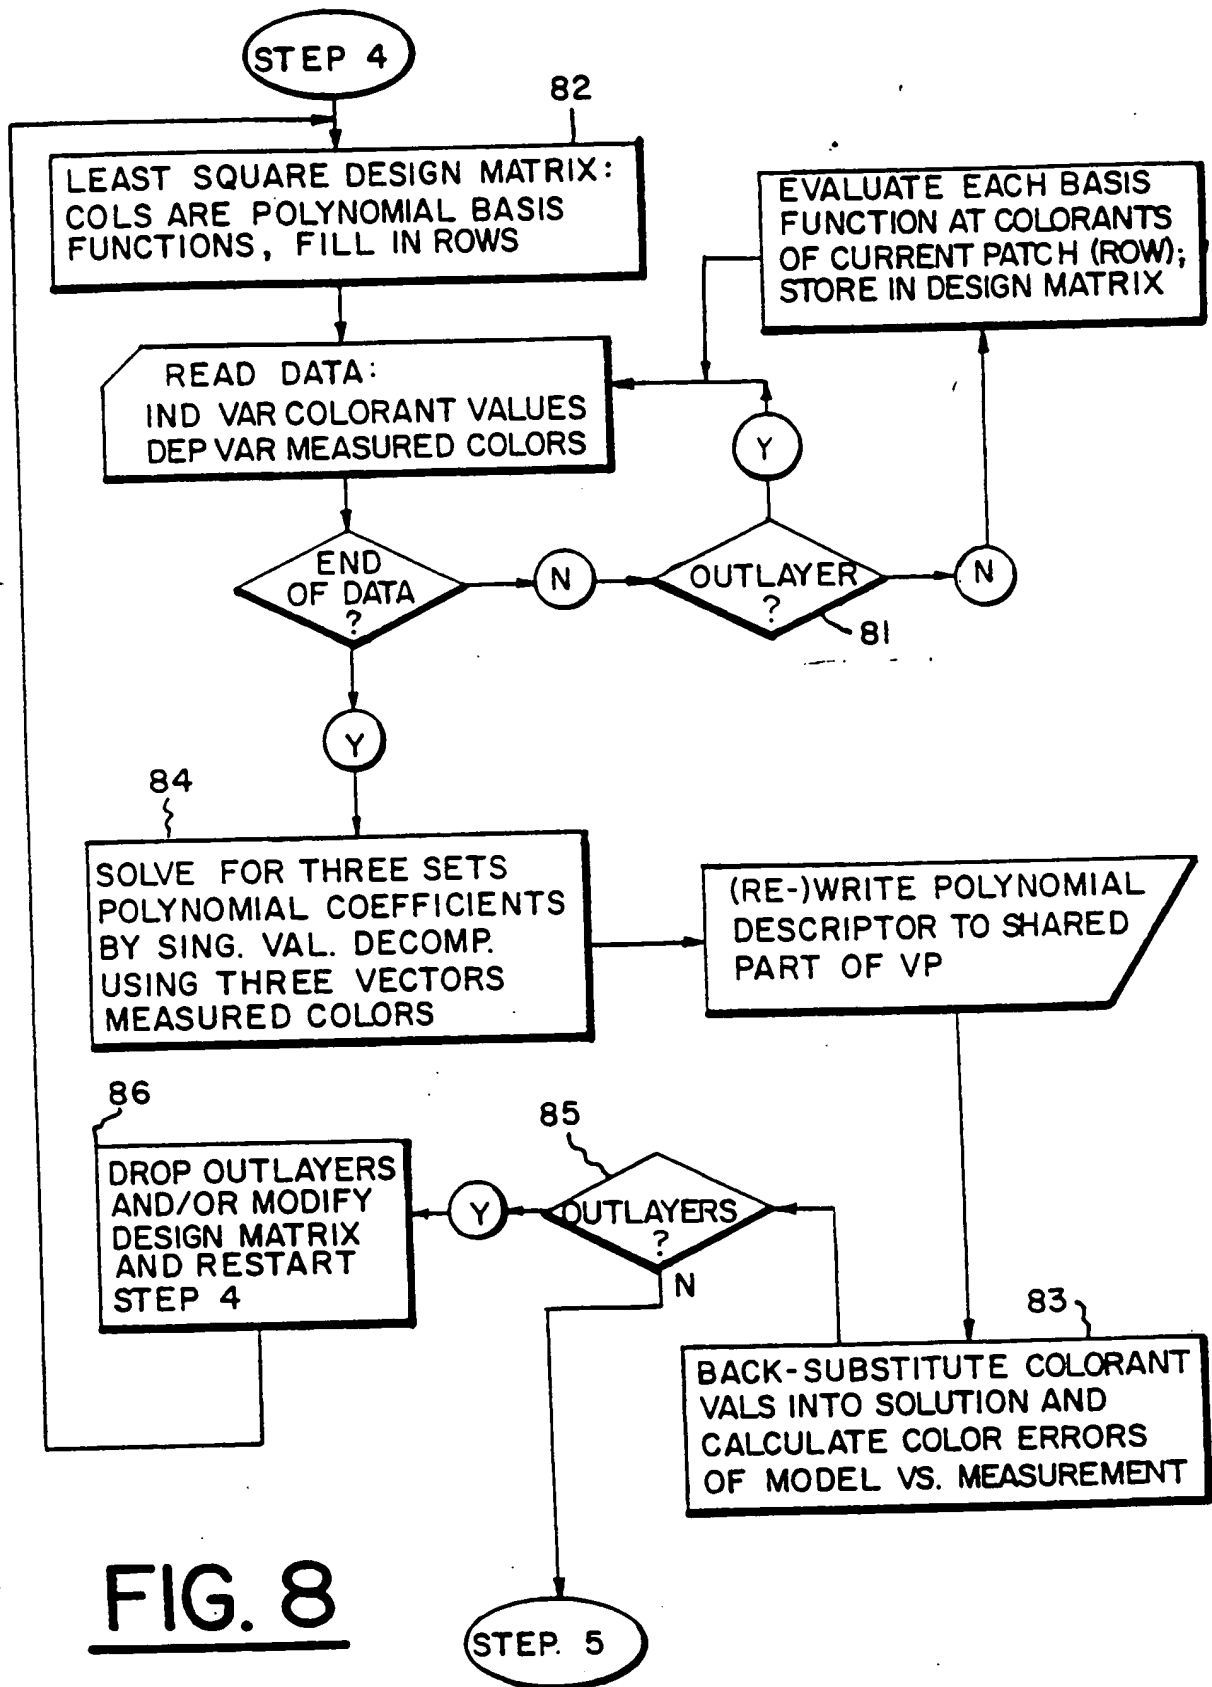 STEP 4
82
LEAST SQUARE DESIGN MATRIX:
COLS ARE POLYNOMIAL BASIS
FUNCTIONS, FILL IN ROWS
EVALUATE EACH BASIS
FUNCTION AT COLORANTS
OF CURRENT PATCH (ROW);
STORE IN DESIGN MATRIX
READ DATA:
IND VAR COLORANT VALUES
DEP VAR MEASURED COLORS
Y
END
OF DATA
?
N
OUTLAYER
?
N
81
Y
84
SOLVE FOR THREE SETS
POLYNOMIAL COEFFICIENTS
BY SING. VAL. DECOMP.
USING THREE VECTORS
MEASURED COLORS
(RE-)WRITE POLYNOMIAL
DESCRIPTOR TO SHARED
PART OF VP
86
DROP OUTLAYERS
AND/OR MODIFY
DESIGN MATRIX
AND RESTART
STEP 4
Y
85
OUTLAYERS
?
N
83
BACK-SUBSTITUTE COLORANT
VALS INTO SOLUTION AND
CALCULATE COLOR ERRORS
OF MODEL VS. MEASUREMENT
FIG. 8
STEP. 5